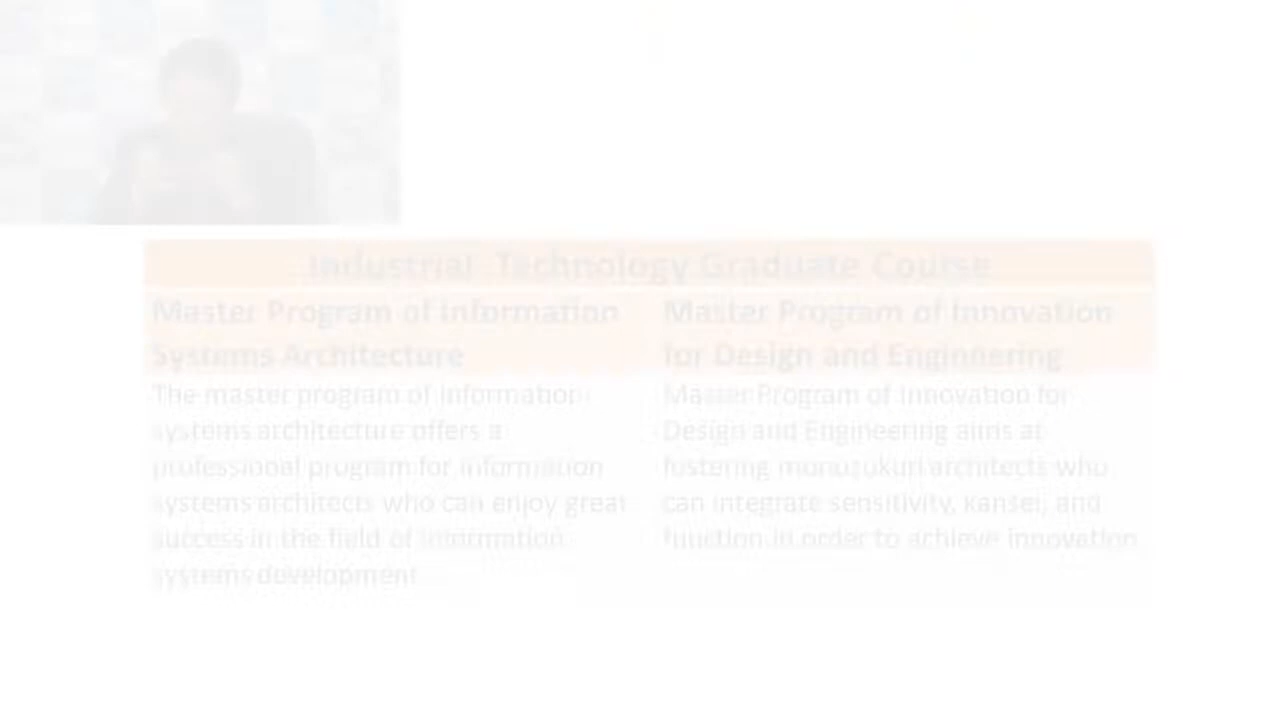 Industrial Technology Graduate Course
Master Program of Information
Systems Architecture
The master program of information
systems architecture offers a
professional program for information
systems architects who can enjoy great
success in the field of information
systems development
Master Program of Innovation
for Design and Enginnering
Master Program of Innovation for
Design and Engineering aims at
fostering monozukuri architects who
can integrate sensitivity, kansei, and
function in order to achieve innovation